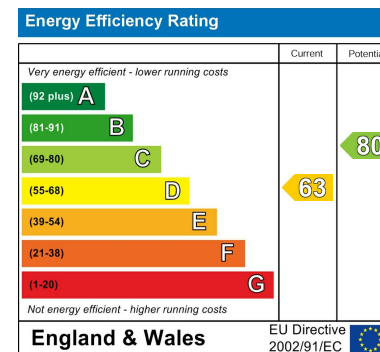 Energy Efficiency Rating
Current Potenti
Very energy efficient - lower running costs
(92 plus) A
(81-91) B
(69-80) C
(55-68) D
(39-54) E
(21-38) F
(1-20) G
63
80
Not energy efficient - higher running costs
England & Wales
EU Directive
2002/91/EC